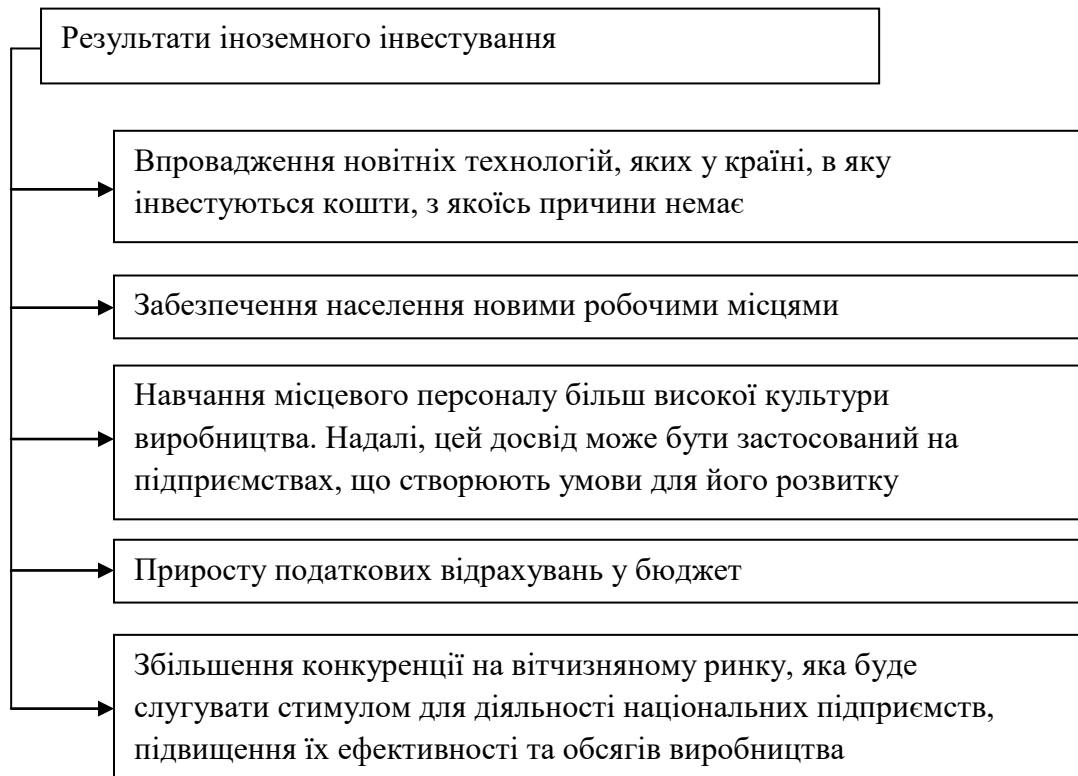 Результати іноземного інвестування
Впровадження новітніх технологій, яких у країні, в яку
інвестуються кошти, з якоїсь причини немає
Забезпечення населення новими робочими місцями
Навчання місцевого персоналу більш високої культури
виробництва. Надалі, цей досвід може бути застосований на
підприємствах, що створюють умови для його розвитку
Приросту податкових відрахувань у бюджет
Збільшення конкуренції на вітчизняному ринку, яка буде
слугувати стимулом для діяльності національних підприємств,
підвищення їх ефективності та обсягів виробництва